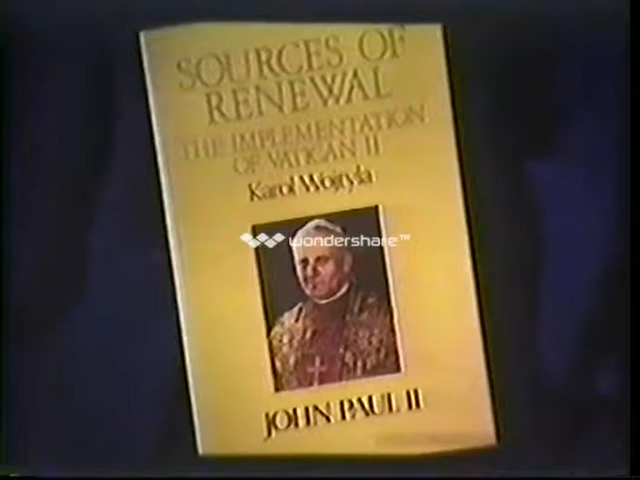 SOURCES OF
RENEWAL
THE IMPLEMENTATION
OF VATICAN II
Karol Wojtyła
wondershare™
JOHN PAUL II